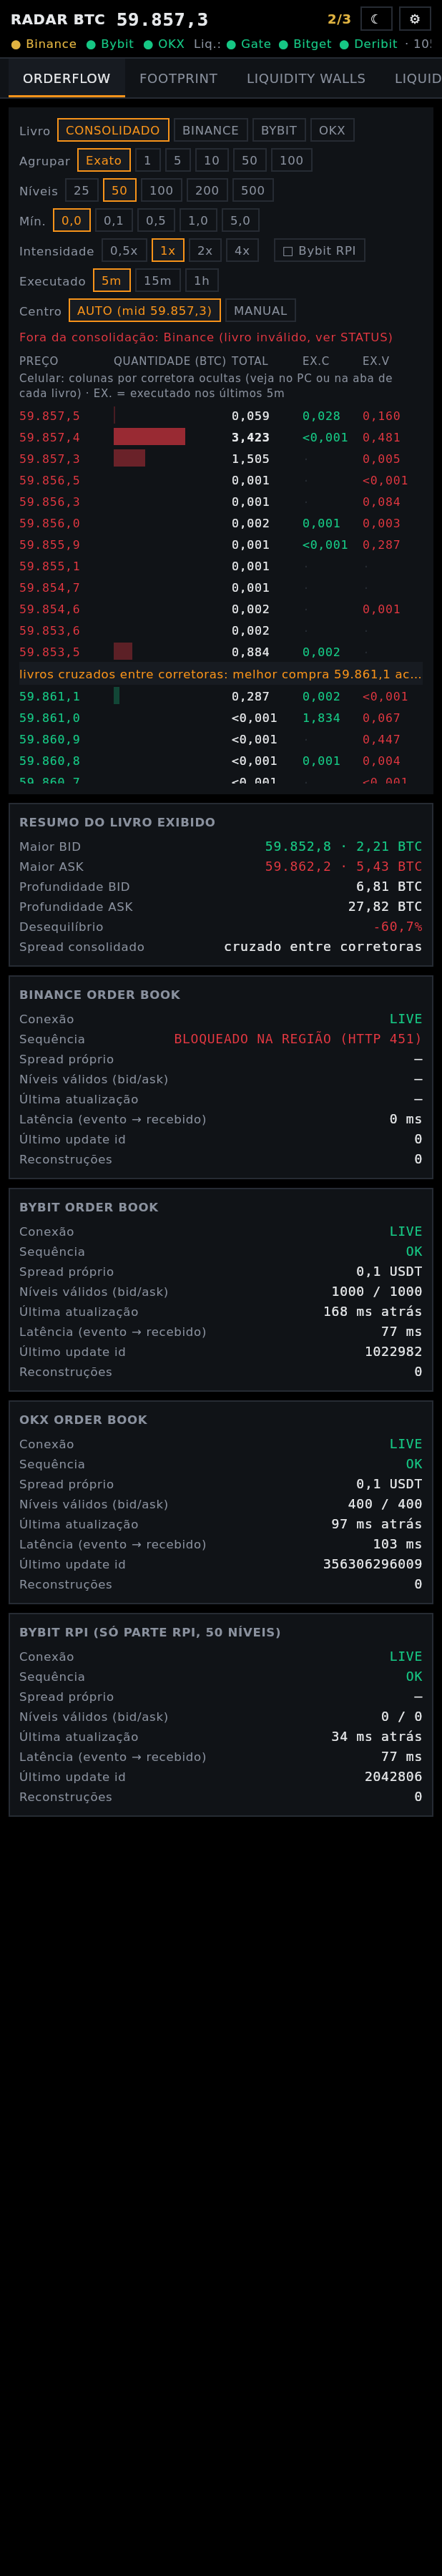 RADAR BTC 59.857,3 2/3 ☾ ⚙
● Binance ● Bybit ● OKX Liq.: ● Gate ● Bitget ● Deribit · 10
ORDERFLOW FOOTPRINT LIQUIDITY WALLS LIQUID
Livro CONSOLIDADO BINANCE BYBIT OKX
Agrupar Exato 1 5 10 50 100
Níveis 25 50 100 200 500
Mín. 0,0 0,1 0,5 1,0 5,0
Intensidade 0,5x 1x 2x 4x □ Bybit RPI
Executado 5m 15m 1h
Centro AUTO (mid 59.857,3) MANUAL
Fora da consolidação: Binance (livro inválido, ver STATUS)
PREÇO QUANTIDADE (BTC) TOTAL EX.C EX.V
Celular: colunas por corretora ocultas (veja no PC ou na aba de
cada livro) · EX. = executado nos últimos 5m
59.857,5 0,059 0,028 0,160
59.857,4 3,423 <0,001 0,481
59.857,3 1,505 · 0,005
59.856,5 0,001 · <0,001
59.856,3 0,001 · 0,084
59.856,0 0,002 0,001 0,003
59.855,9 0,001 <0,001 0,287
59.855,1 0,001 · ·
59.854,7 0,001 · ·
59.854,6 0,002 · 0,001
59.853,6 0,002 · ·
59.853,5 0,884 0,002 ·
livros cruzados entre corretoras: melhor compra 59.861,1 ac…
59.861,1 0,287 0,002 <0,001
59.861,0 <0,001 1,834 0,067
59.860,9 <0,001 · 0,447
59.860,8 <0,001 0,001 0,004
59.860,7 <0,001 · <0,001
RESUMO DO LIVRO EXIBIDO
Maior BID 59.852,8 · 2,21 BTC
Maior ASK 59.862,2 · 5,43 BTC
Profundidade BID 6,81 BTC
Profundidade ASK 27,82 BTC
Desequilíbrio -60,7%
Spread consolidado cruzado entre corretoras
BINANCE ORDER BOOK
Conexão LIVE
Sequência BLOQUEADO NA REGIÃO (HTTP 451)
Spread próprio —
Níveis válidos (bid/ask) —
Última atualização —
Latência (evento → recebido) 0 ms
Último update id 0
Reconstruções 0
BYBIT ORDER BOOK
Conexão LIVE
Sequência OK
Spread próprio 0,1 USDT
Níveis válidos (bid/ask) 1000 / 1000
Última atualização 168 ms atrás
Latência (evento → recebido) 77 ms
Último update id 1022982
Reconstruções 0
OKX ORDER BOOK
Conexão LIVE
Sequência OK
Spread próprio 0,1 USDT
Níveis válidos (bid/ask) 400 / 400
Última atualização 97 ms atrás
Latência (evento → recebido) 103 ms
Último update id 356306296009
Reconstruções 0
BYBIT RPI (SÓ PARTE RPI, 50 NÍVEIS)
Conexão LIVE
Sequência OK
Spread próprio —
Níveis válidos (bid/ask) 0 / 0
Última atualização 34 ms atrás
Latência (evento → recebido) 77 ms
Último update id 2042806
Reconstruções 0